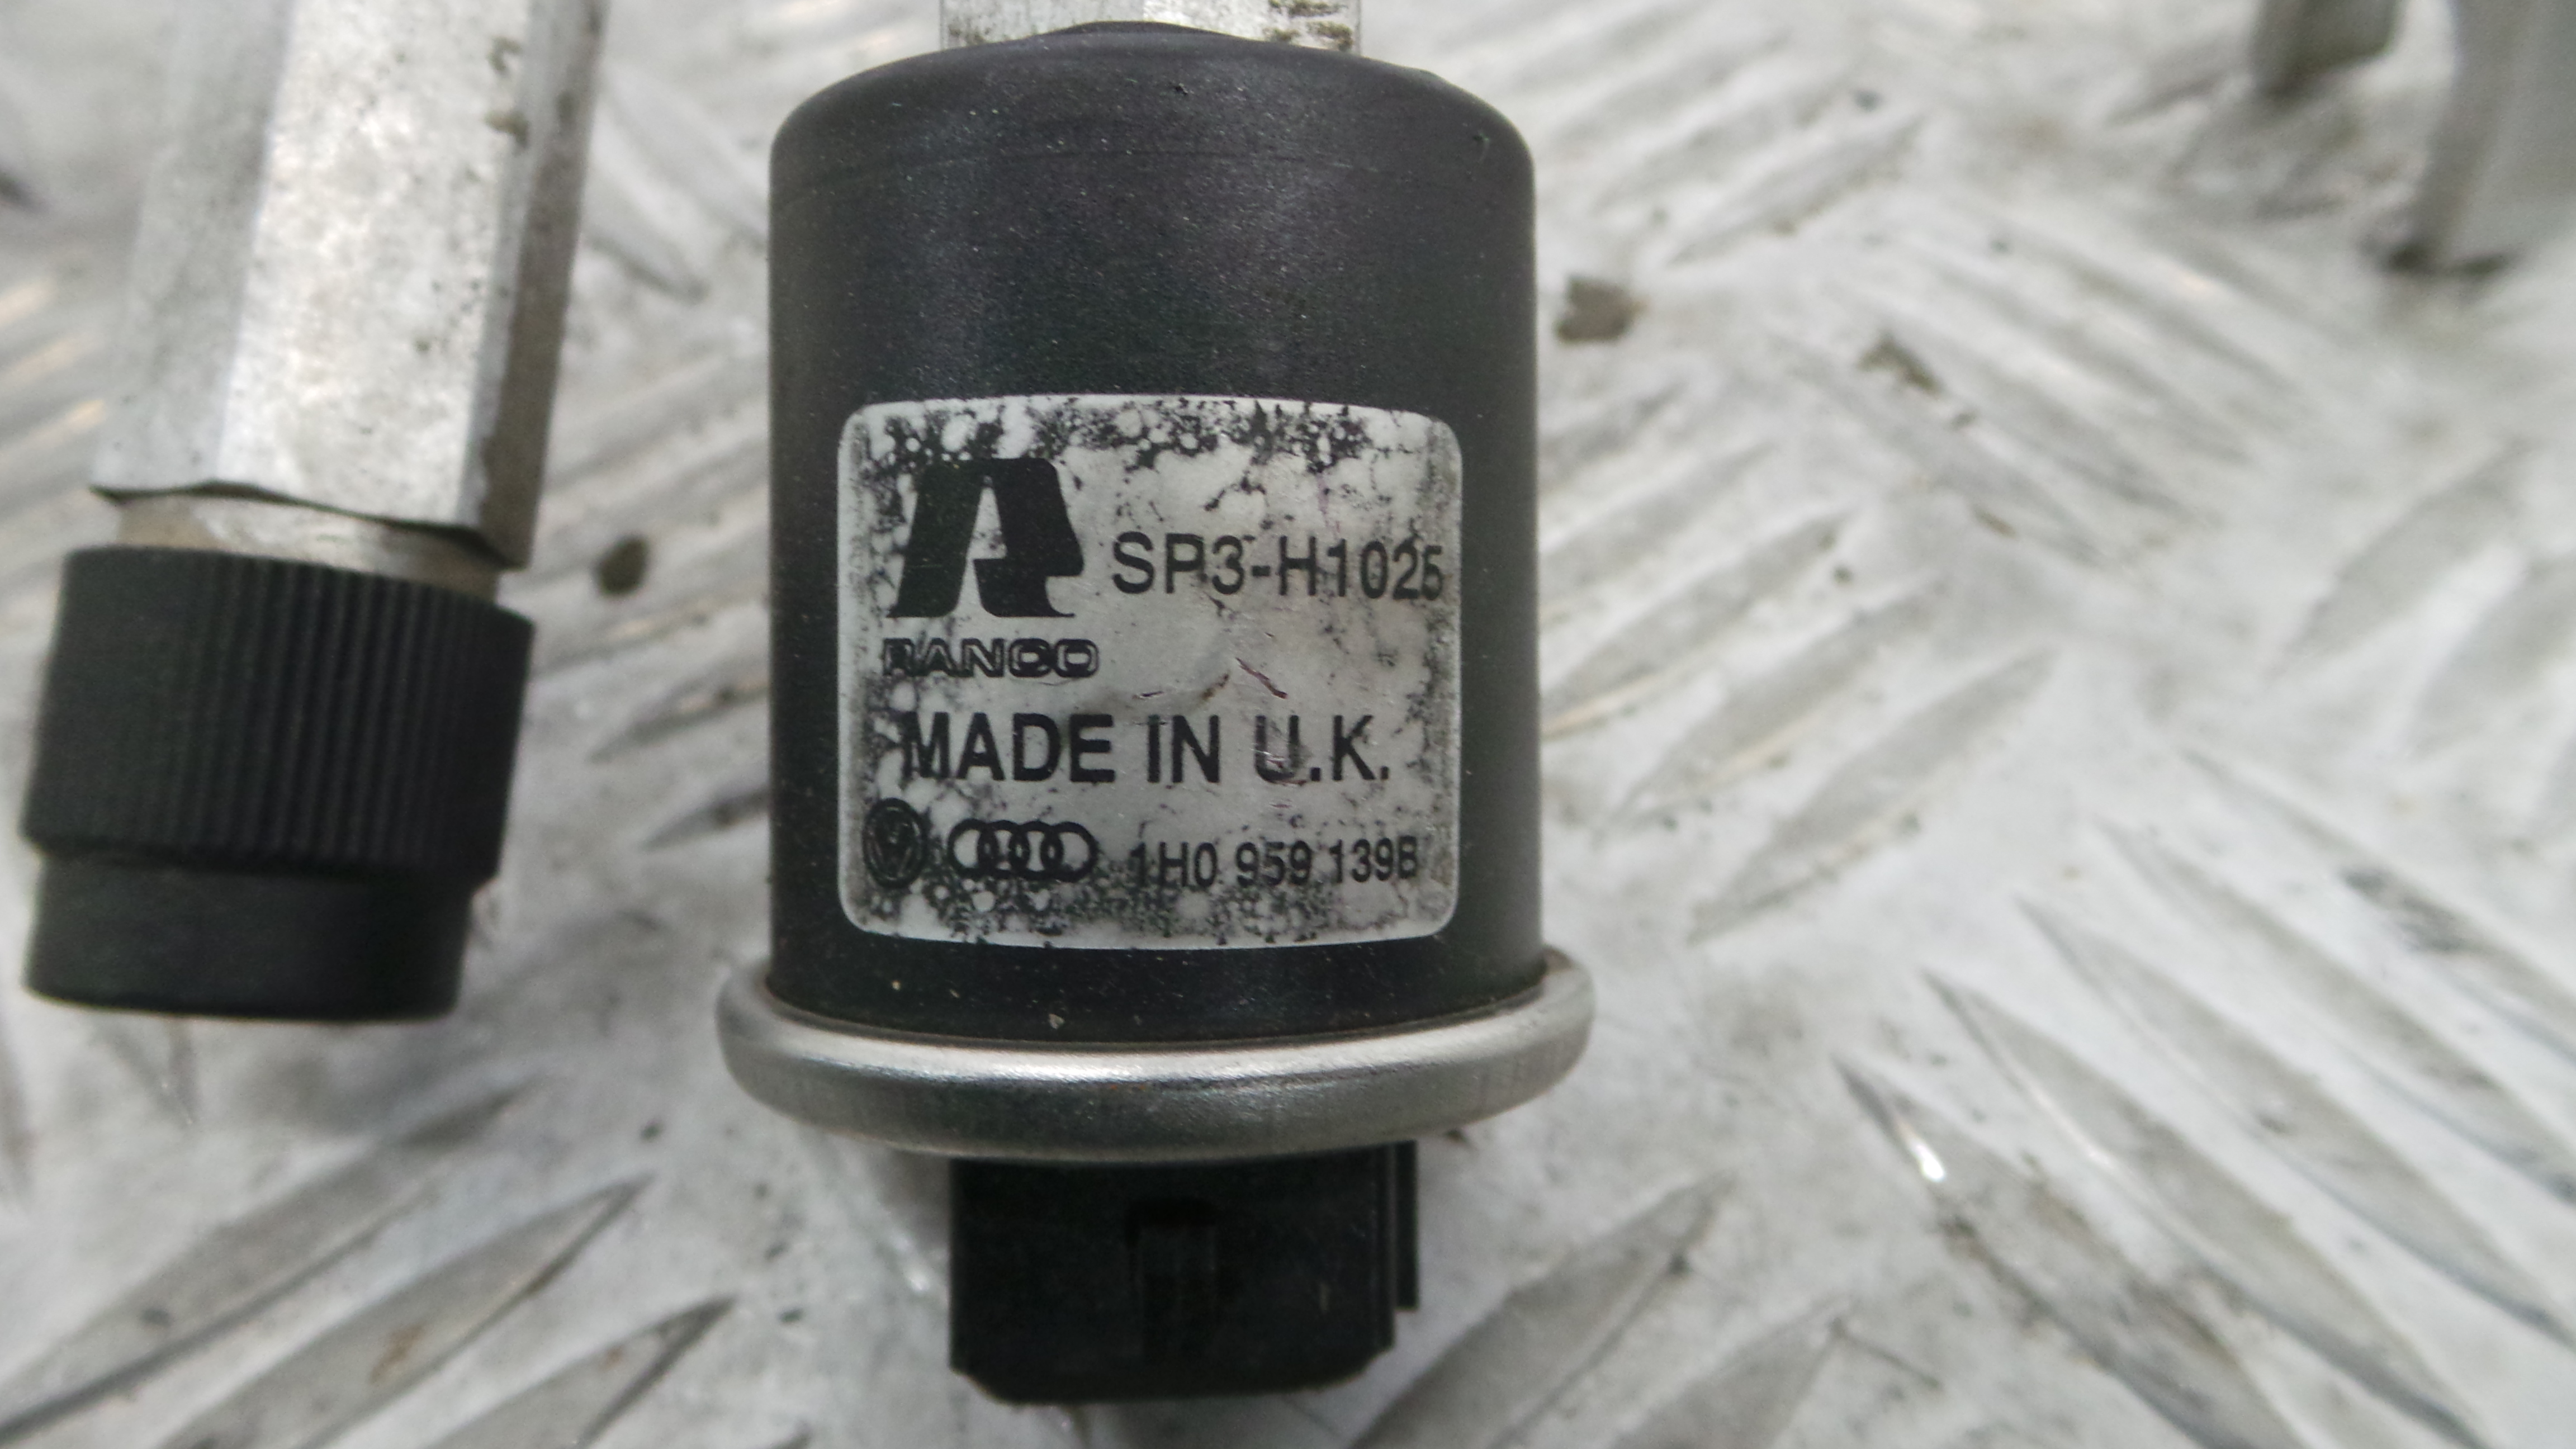 SP3-H1025
RANCO
MADE IN U.K.
1H0 959 139B